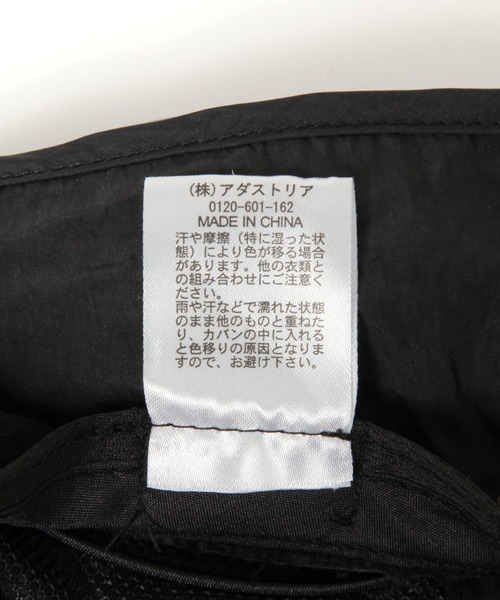 (株)アダストリア
0120-601-162
MADE IN CHINA
汗や摩擦（特に湿った状
態）により色が移る場合
があります。他の衣類と
の組み合わせにご注意く
ださい。
雨や汗などで濡れた状態
のまま他のものと重ねた
り、カバンの中に入れる
と色移りの原因となりま
すので、お避け下さい。